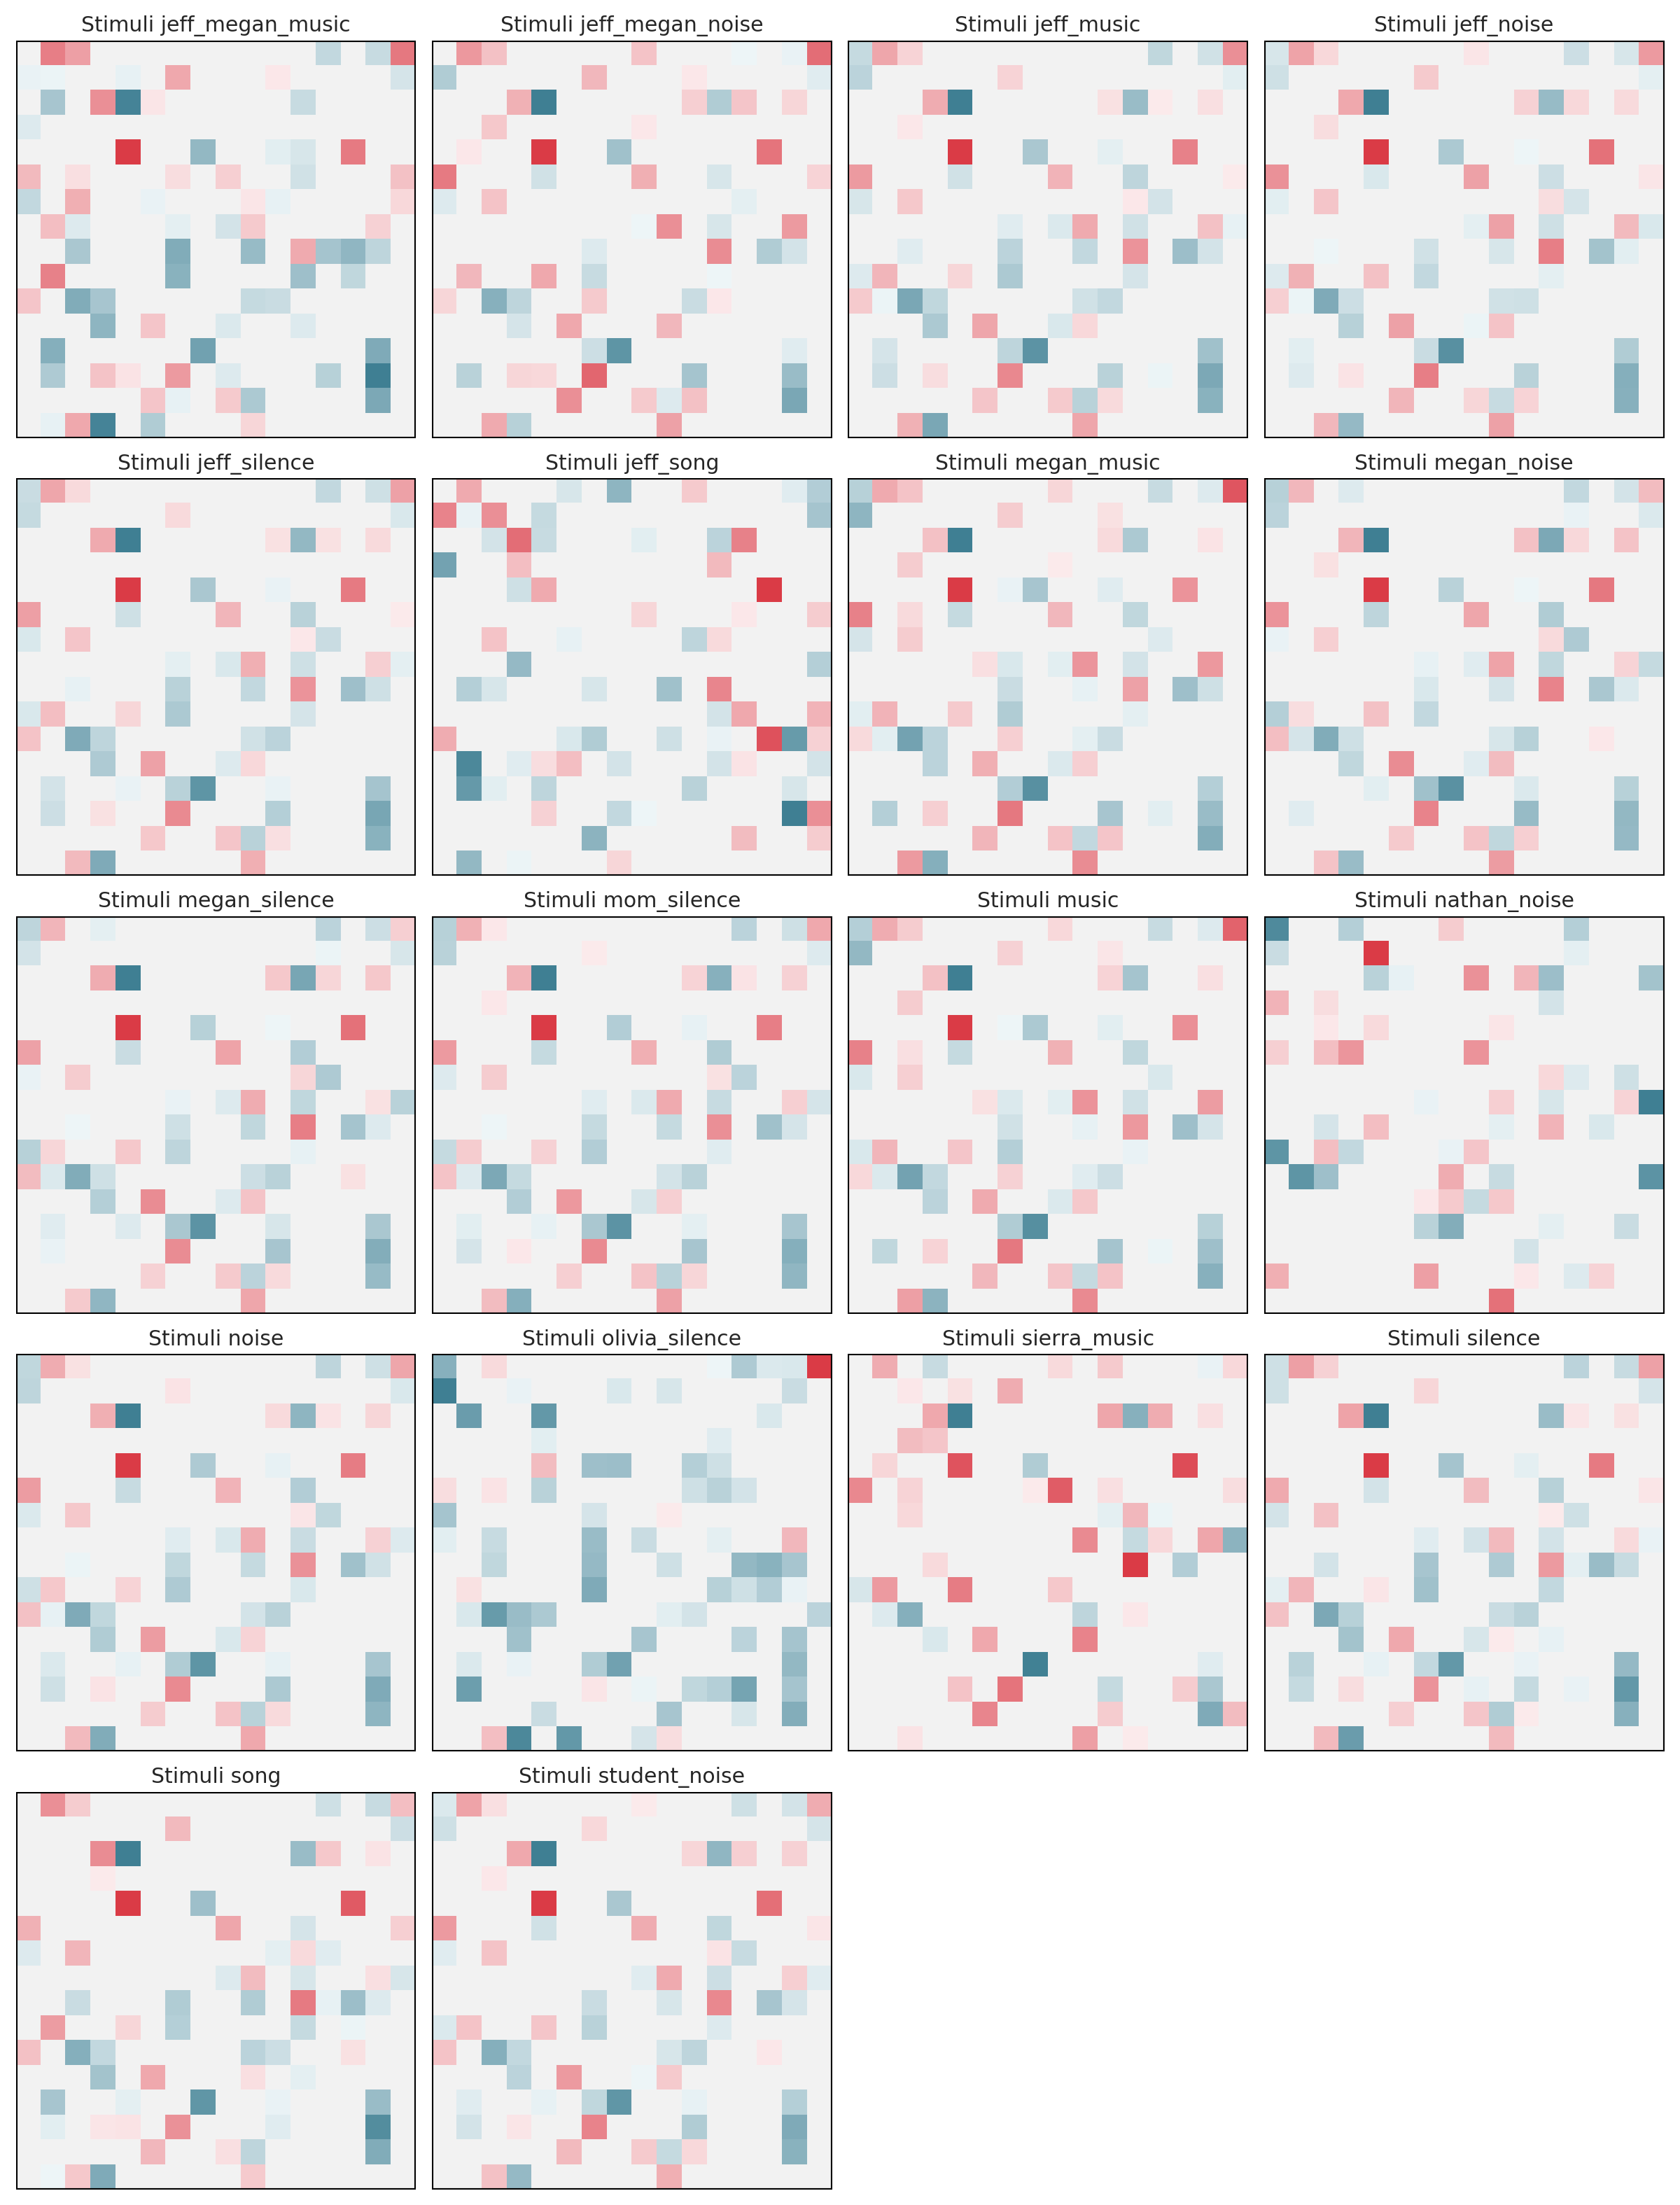 Stimuli jeff_megan_music
Stimuli jeff_megan_noise
Stimuli jeff_music
Stimuli jeff_noise
Stimuli jeff_silence
Stimuli jeff_song
Stimuli megan_music
Stimuli megan_noise
Stimuli megan_silence
Stimuli mom_silence
Stimuli music
Stimuli nathan_noise
Stimuli noise
Stimuli olivia_silence
Stimuli sierra_music
Stimuli silence
Stimuli song
Stimuli student_noise